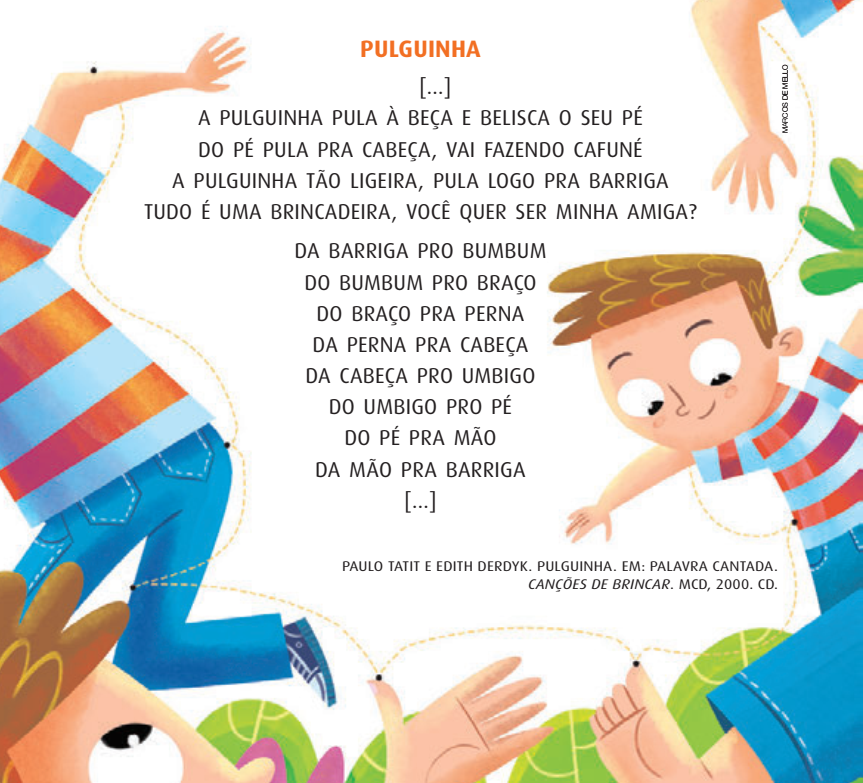 PULGUINHA
[...]
A PULGUINHA PULA À BEÇA E BELISCA O SEU PÉ
DO PÉ PULA PRA CABEÇA, VAI FAZENDO CAFUNÉ
A PULGUINHA TÃO LIGEIRA, PULA LOGO PRA BARRIGA
TUDO É UMA BRINCADEIRA, VOCÊ QUER SER MINHA AMIGA?
DA BARRIGA PRO BUMBUM
DO BUMBUM PRO BRAÇO
DO BRAÇO PRA PERNA
DA PERNA PRA CABEÇA
DA CABEÇA PRO UMBIGO
DO UMBIGO PRO PÉ
DO PÉ PRA MÃO
DA MÃO PRA BARRIGA
[...]
PAULO TATIT E EDITH DERDYK. PULGUINHA. EM: PALAVRA CANTADA.
CANÇÕES DE BRINCAR. MCD, 2000. CD.
MARCOS DE MELLO